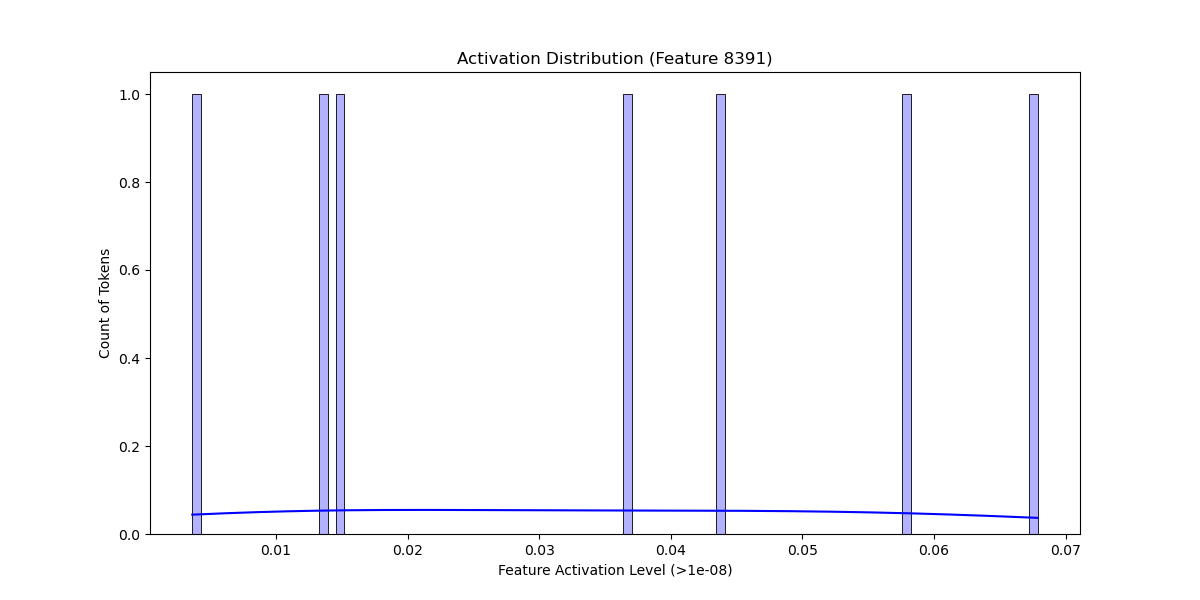 Activation Distribution (Feature 8391)
1.0
0.8
0.6
0.4
0.2
0.0
Count of Tokens
0.01 0.02 0.03 0.04 0.05 0.06 0.07
Feature Activation Level (>1e-08)